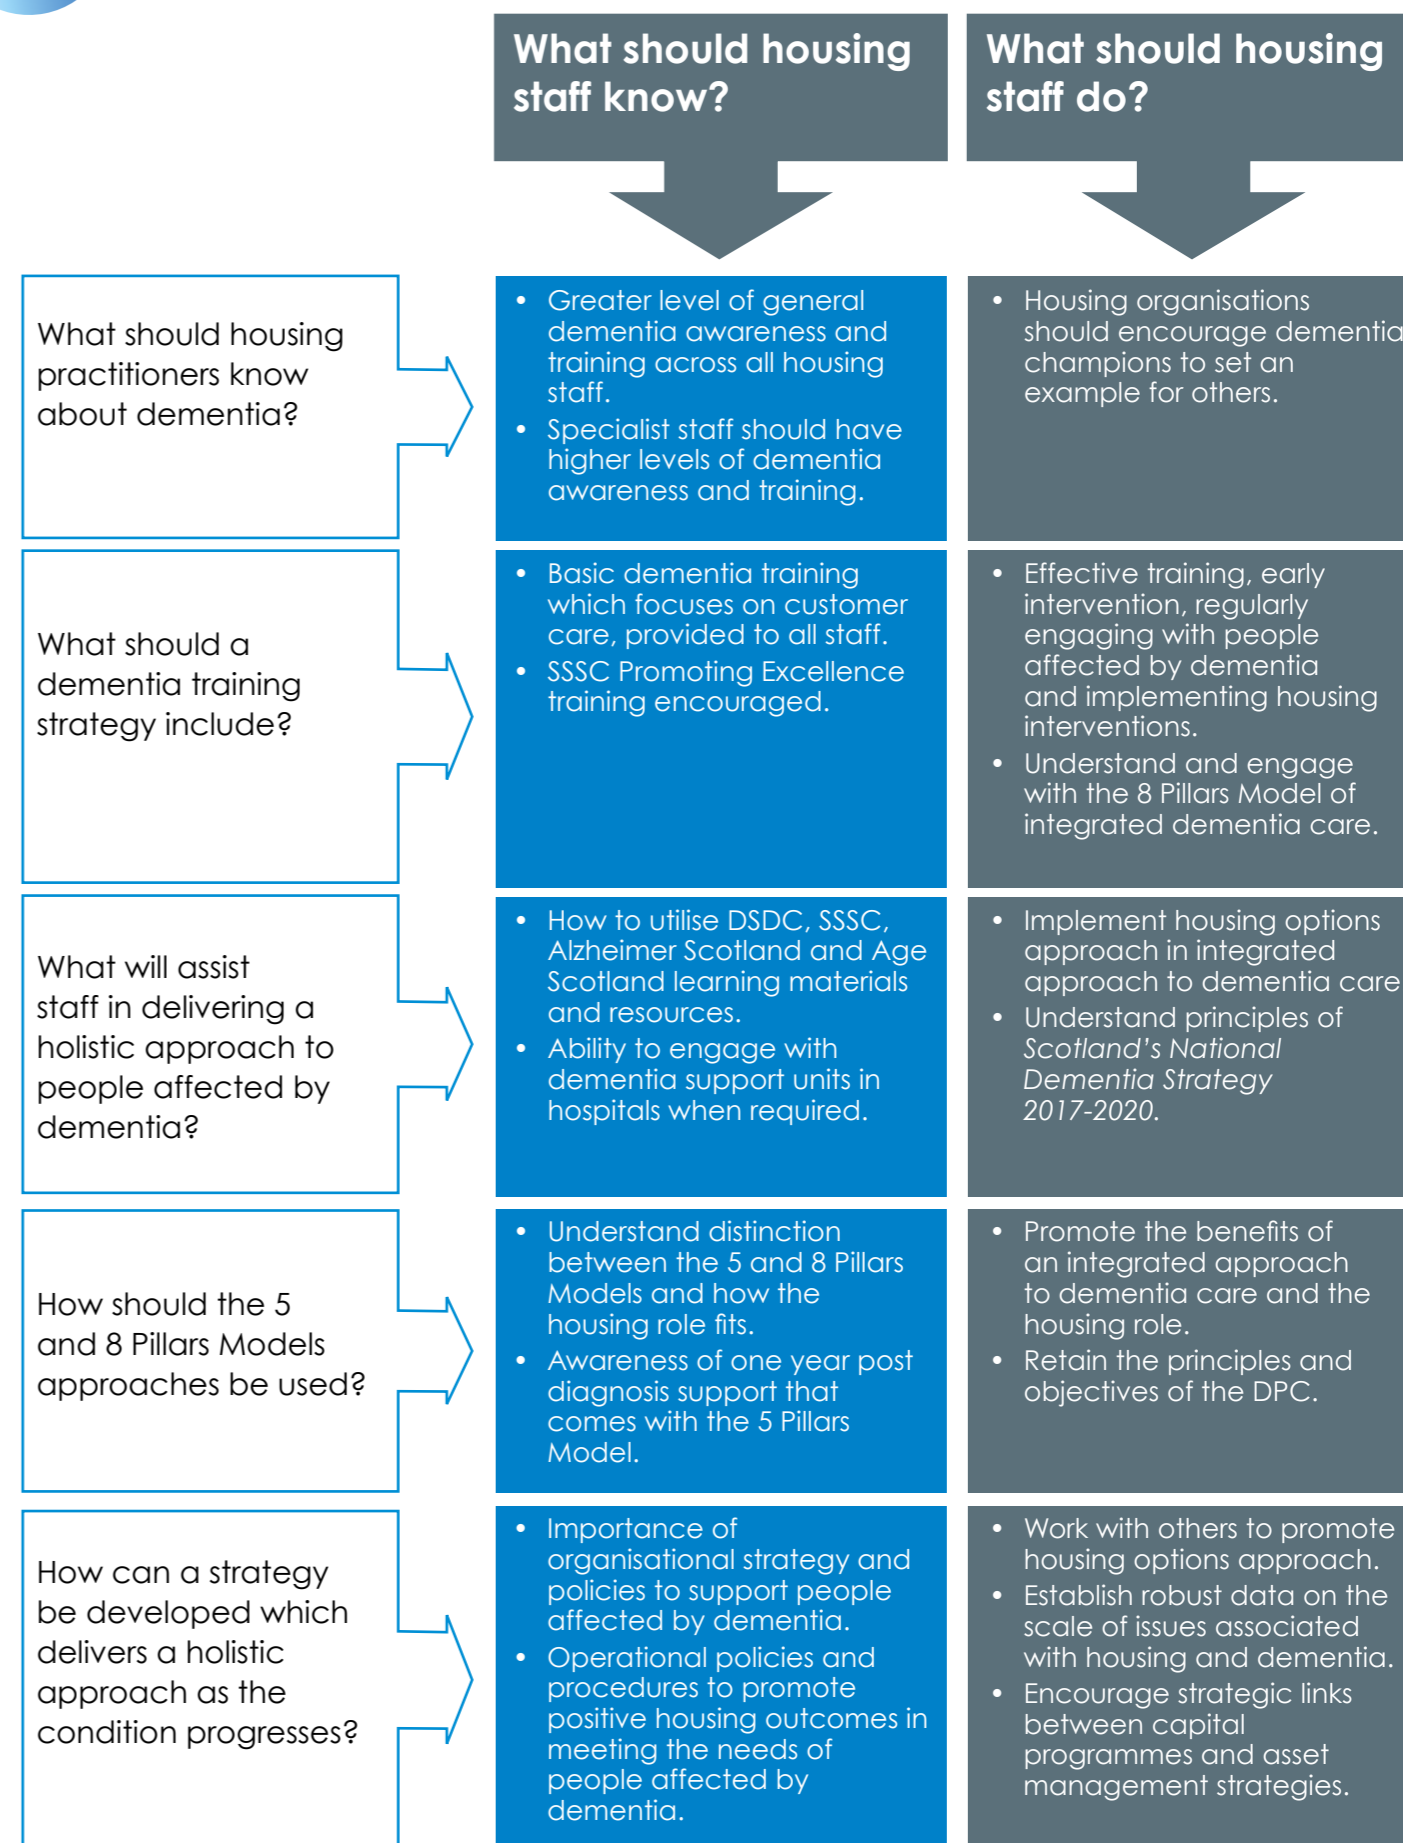 What should housing
staff know?
What should housing
staff do?
What should housing
practitioners know
about dementia?
• Greater level of general
dementia awareness and
training across all housing
staff.
• Specialist staff should have
higher levels of dementia
awareness and training.
• Housing organisations
should encourage dementia
champions to set an
example for others.
What should a
dementia training
strategy include?
• Basic dementia training
which focuses on customer
care, provided to all staff.
• SSSC Promoting Excellence
training encouraged.
• Effective training, early
intervention, regularly
engaging with people
affected by dementia
and implementing housing
interventions.
• Understand and engage
with the 8 Pillars Model of
integrated dementia care.
What will assist
staff in delivering a
holistic approach to
people affected by
dementia?
• How to utilise DSDC, SSSC,
Alzheimer Scotland and Age
Scotland learning materials
and resources.
• Ability to engage with
dementia support units in
hospitals when required.
• Implement housing options
approach in integrated
approach to dementia care
• Understand principles of
Scotland's National
Dementia Strategy
2017-2020.
How should the 5
and 8 Pillars Models
approaches be used?
• Understand distinction
between the 5 and 8 Pillars
Models and how the
housing role fits.
• Awareness of one year post
diagnosis support that
comes with the 5 Pillars
Model.
• Promote the benefits of
an integrated approach
to dementia care and the
housing role.
• Retain the principles and
objectives of the DPC.
How can a strategy
be developed which
delivers a holistic
approach as the
condition progresses?
• Importance of
organisational strategy and
policies to support people
affected by dementia.
• Operational policies and
procedures to promote
positive housing outcomes in
meeting the needs of
people affected by
dementia.
• Work with others to promote
housing options approach.
• Establish robust data on the
scale of issues associated
with housing and dementia.
• Encourage strategic links
between capital
programmes and asset
management strategies.